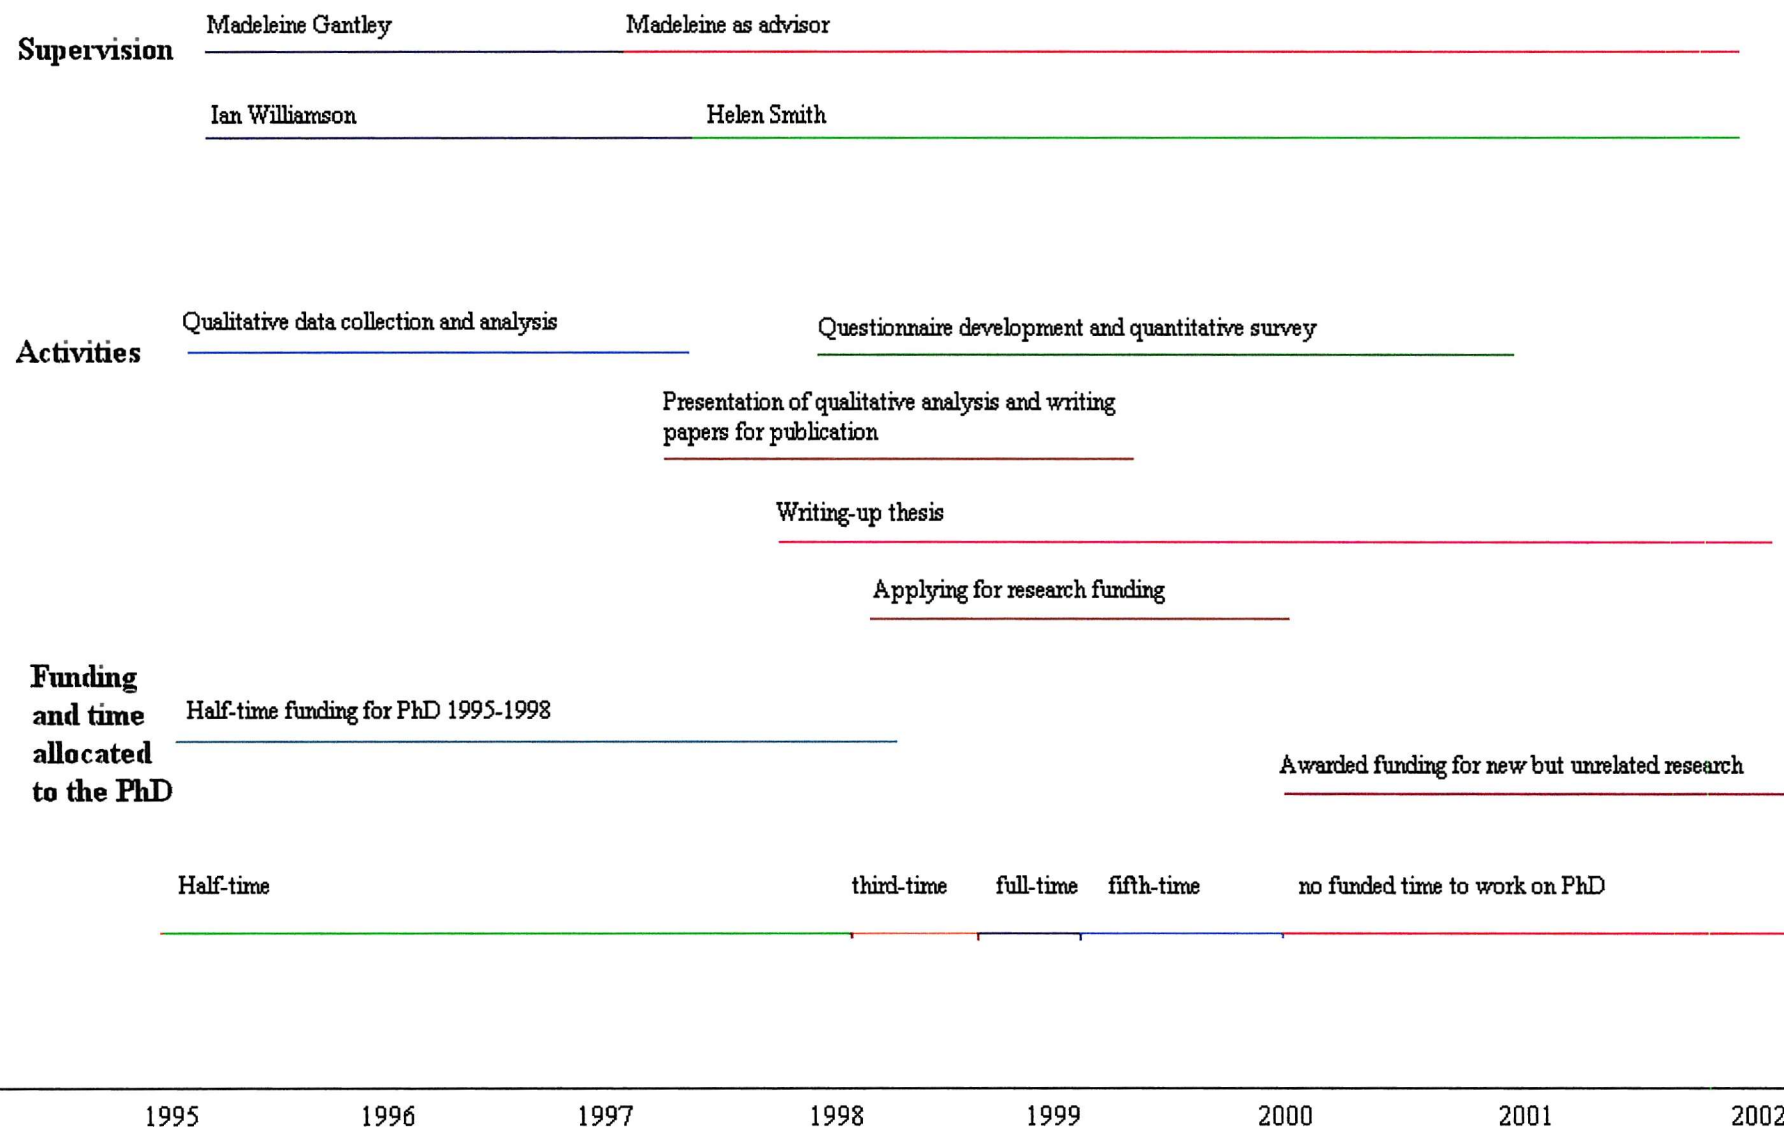 Madeleine Gantley
Madeleine as advisor
Supervision
Ian Williamson
Helen Smith
Qualitative data collection and analysis
Questionnaire development and quantitative survey
Activities
Presentation of qualitative analysis and writing
papers for publication
Writing-up thesis
Applying for research funding
Funding
and time
allocated
to the PhD
Half-time funding for PhD 1995-1998
Awarded funding for new but unrelated research
Half-time
third-time
full-time
fifth-time
no funded time to work on PhD
1995
1996
1997
1998
1999
2000
2001
2002